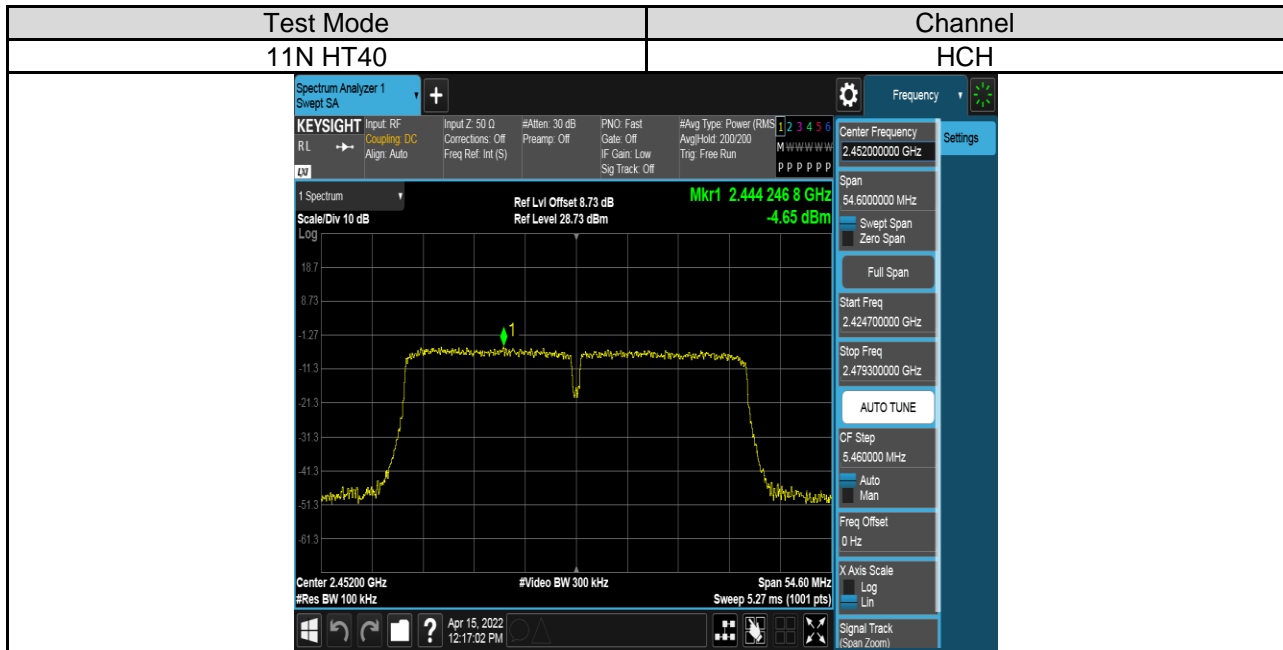 Test Mode Channel
11N HT40 HCH
Spectrum Analyzer 1
Swept SA
+
Frequency
KEYSIGHT
RL
LXI
Input: RF
Coupling: DC
Align: Auto
Input Z: 50 Ω
Corrections: Off
Freq Ref: Int (S)
#Atten: 30 dB
Preamp: Off
PNO: Fast
Gate: Off
IF Gain: Low
Sig Track: Off
#Avg Type: Power (RMS
Avg|Hold: 200/200
Trig: Free Run
1 2 3 4 5 6
M W W W W W
P P P P P P
1 Spectrum
Scale/Div 10 dB
Log
Ref Lvl Offset 8.73 dB
Ref Level 28.73 dBm
Mkr1 2.444 246 8 GHz
-4.65 dBm
18.7
8.73
-1.27
-11.3
-21.3
-31.3
-41.3
-51.3
-61.3
1
Center 2.45200 GHz
#Res BW 100 kHz
#Video BW 300 kHz
Span 54.60 MHz
Sweep 5.27 ms (1001 pts)
?
Apr 15, 2022
12:17:02 PM
Center Frequency
2.452000000 GHz
Settings
Span
54.6000000 MHz
Swept Span
Zero Span
Full Span
Start Freq
2.424700000 GHz
Stop Freq
2.479300000 GHz
AUTO TUNE
CF Step
5.460000 MHz
Auto
Man
Freq Offset
0 Hz
X Axis Scale
Log
Lin
Signal Track
(Span Zoom)